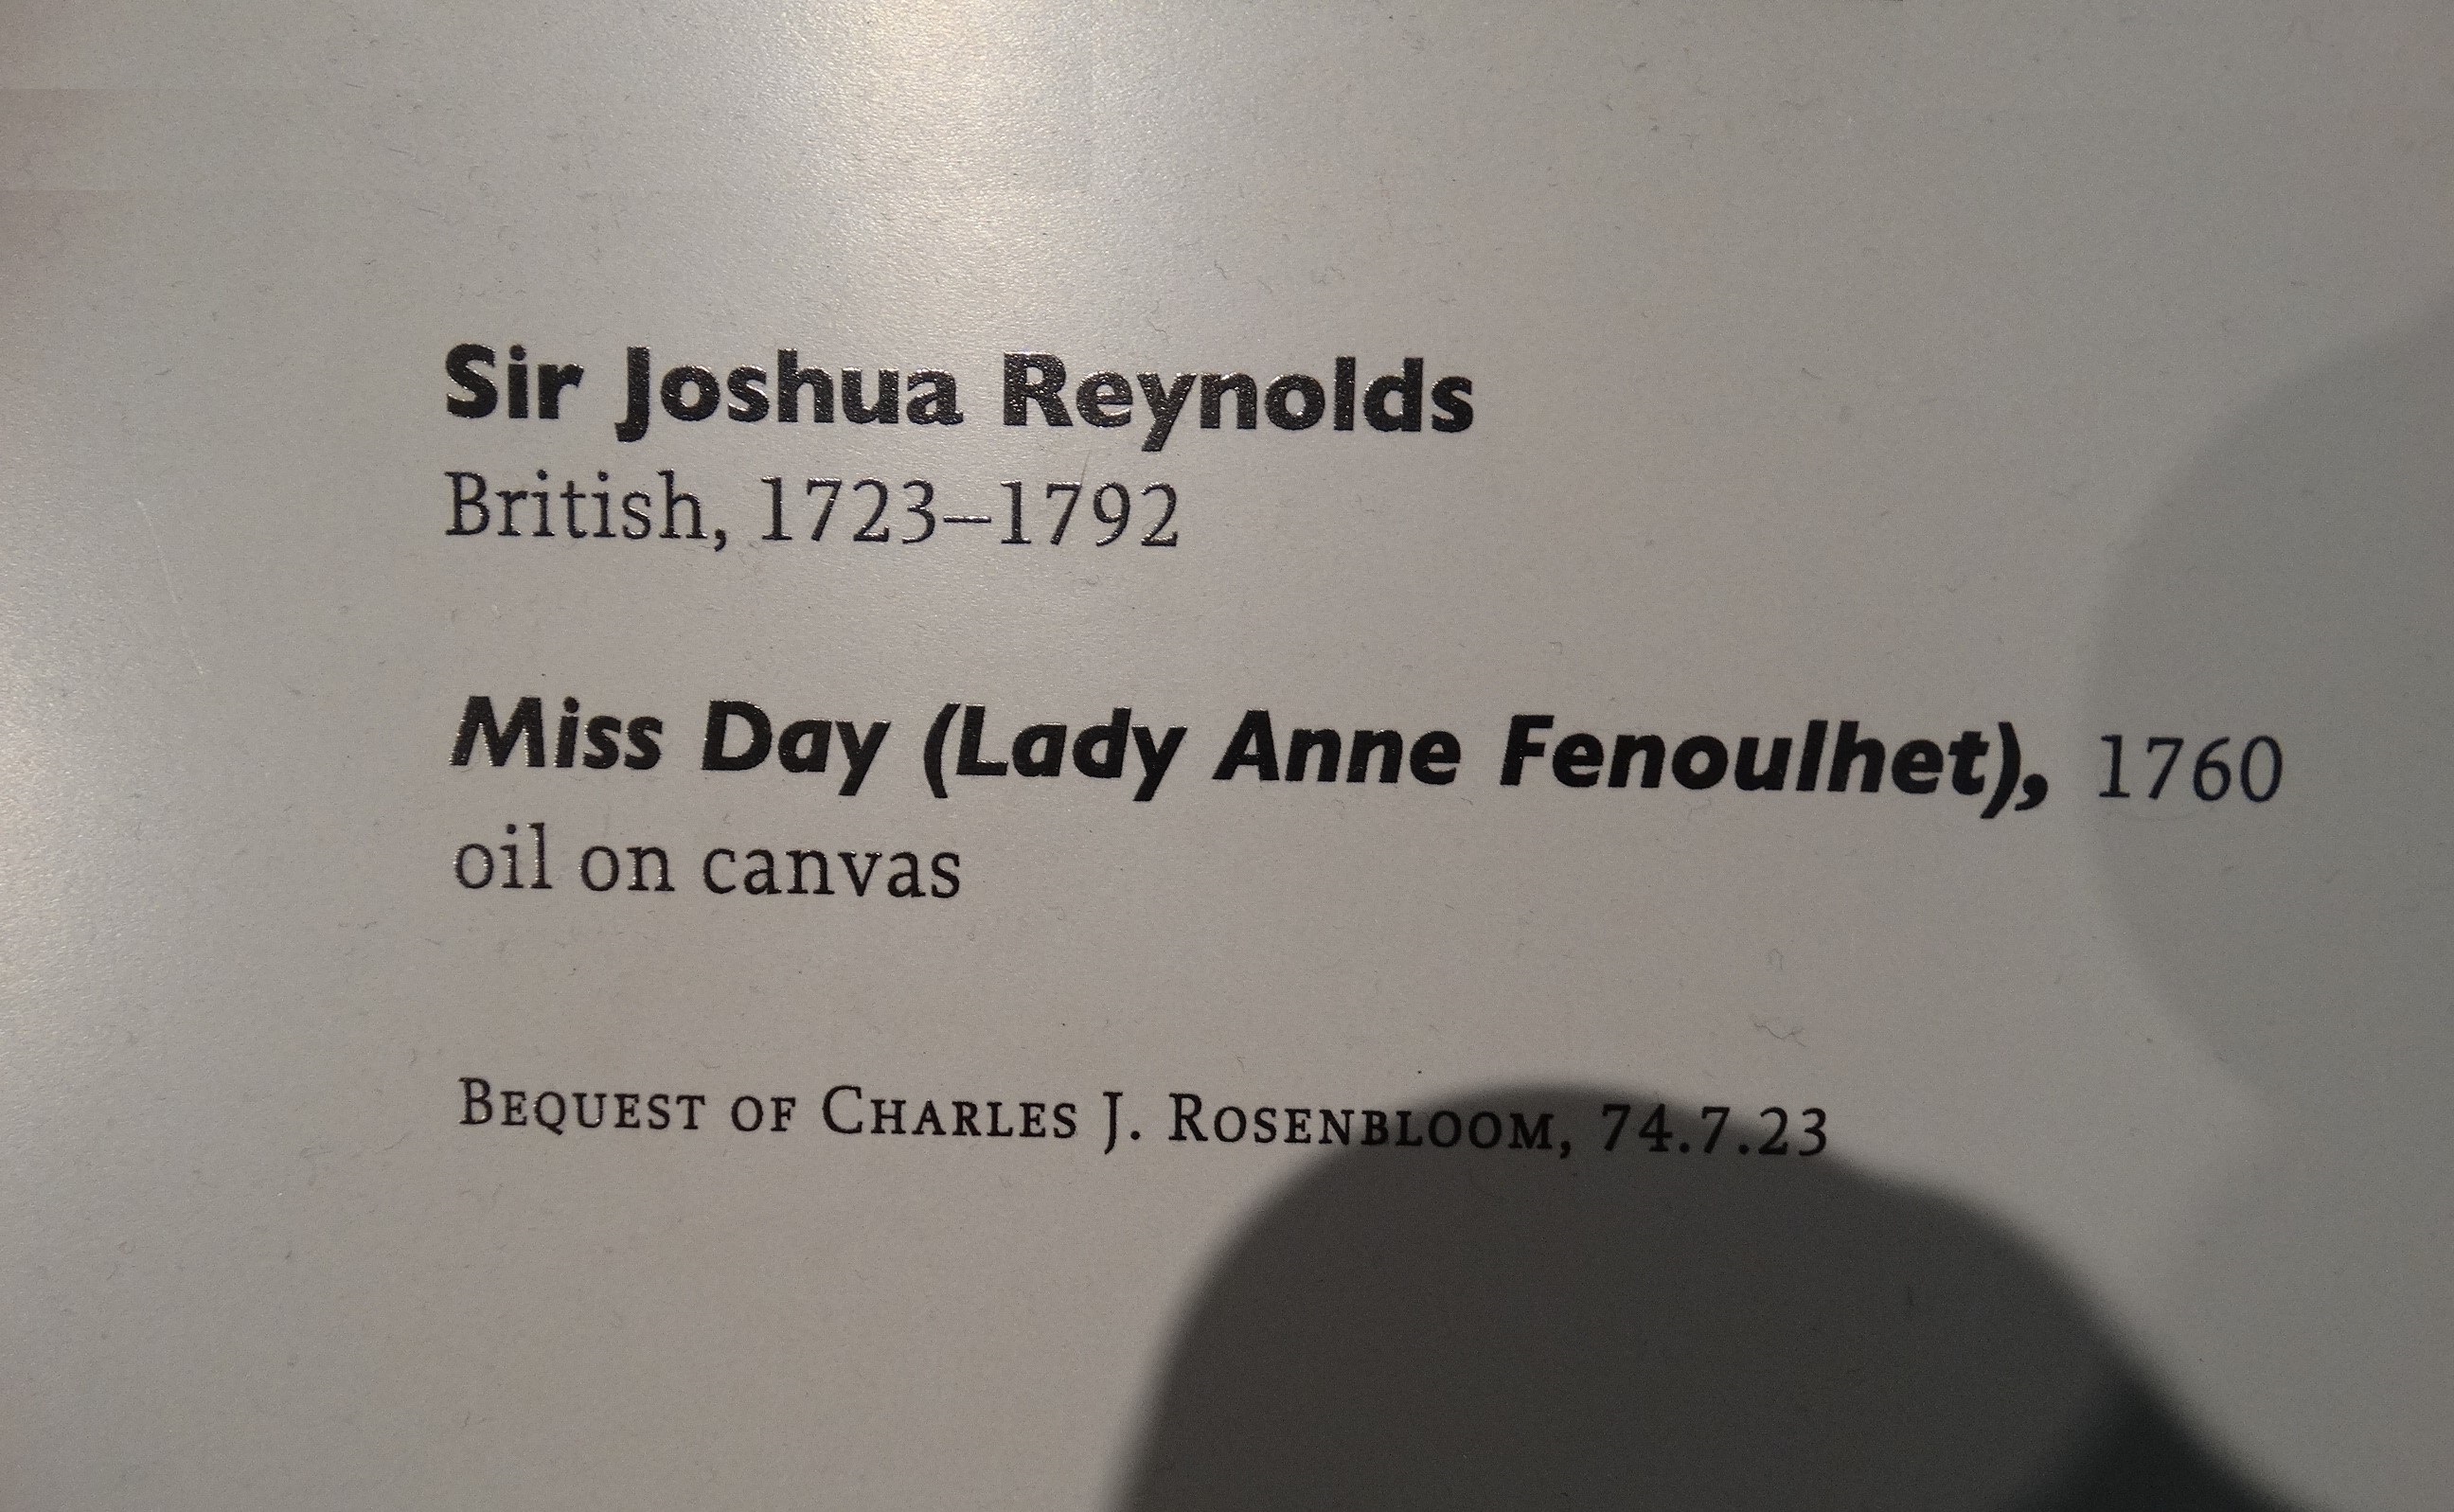 Sir Joshua Reynolds
British, 1723–1792
Miss Day (Lady Anne Fenoulhet), 1760
oil on canvas
BEQUEST OF CHARLES J. ROSENBLOOM, 74.7.23